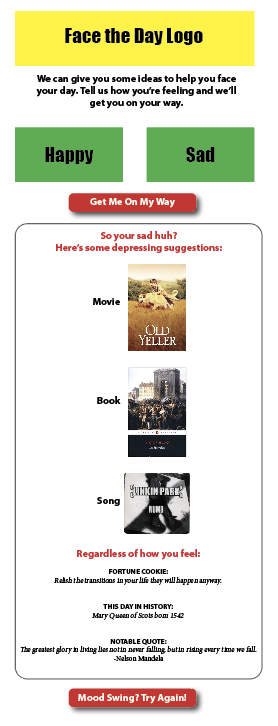 Face the Day Logo
We can give you some ideas to help you face
your day. Tell us how you're feeling and we'll
get you on your way.
Happy
Sad
Get Me On My Way
So your sad huh?
Here's some depressing suggestions:
Movie
OLD
YELLER
Book
Song
LINKIN PARK
NUMB
Regardless of how you feel:
FORTUNE COOKIE:
Relish the transitions in your life they will happen anyway.
THIS DAY IN HISTORY:
Mary Queen of Scots born 1542
NOTABLE QUOTE:
The greatest glory in living lies not in never falling, but in rising every time we fall.
-Nelson Mandela
Mood Swing? Try Again!